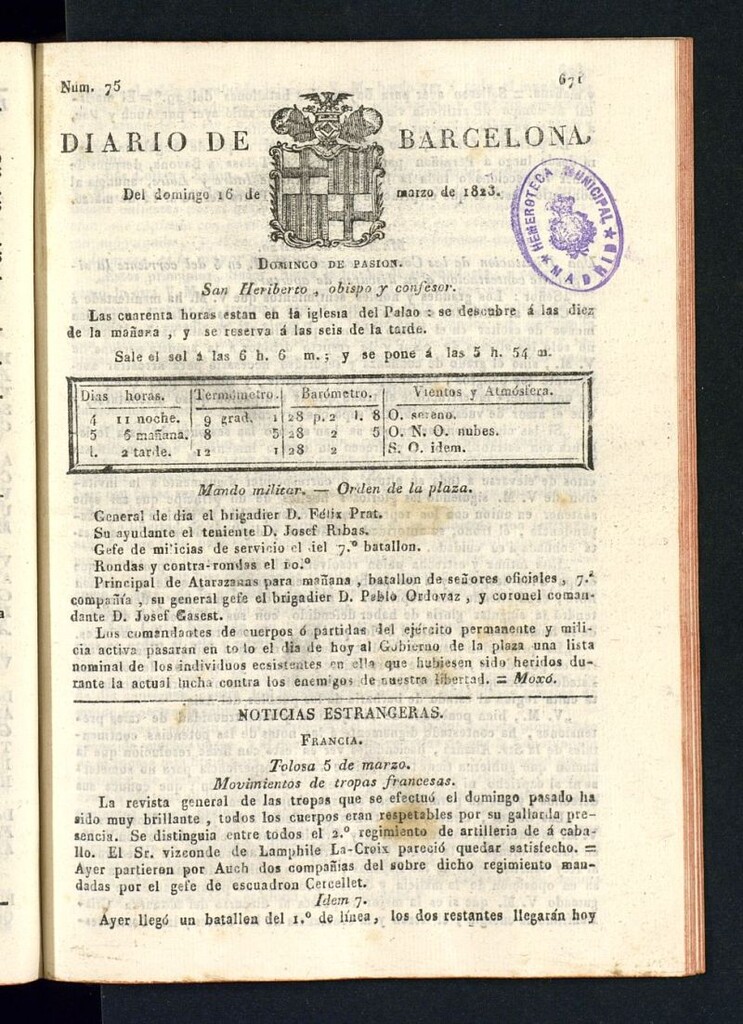 Núm. 75
671
DIARIO DE BARCELONA,
Del domingo 16 de marzo de 1823.
HEMEROTECA MUNICIPAL ★ MADRID ★
DOMINGO DE PASION.
San Heriberto , obispo y confesor.
Las cuarenta horas estan en la iglesia del Palao : se descubre á las diez
de la mañana , y se reserva á las seis de la tarde.
Sale el sol á las 6 h. 6 m. ; y se pone á las 5 h. 54 m.
Dias horas. Termómetro. Barómetro. Vientos y Atmósfera.
4 11 noche. 9 grad. 1 28 p. 2 l. 8 O. sereno.
5 6 mañana. 8 5 28 2 5 O. N. O. nubes.
I. 2 tarde. 12 1 28 2 S. O. idem.
Mando militar. — Orden de la plaza.
General de dia el brigadier D. Félix Prat.
Su ayudante el teniente D. Josef Ribas.
Gefe de milicias de servicio el del 7.º batallon.
Rondas y contra-rondas el 10.º
Principal de Atarazanas para mañana , batallon de señores oficiales , 7.ª
compañía , su general gefe el brigadier D. Pablo Ordovaz , y coronel coman-
dante D. Josef Gasest.
Los comandantes de cuerpos ó partidas del ejército permanente y mili-
cia activa pasaran en todo el dia de hoy al Gobierno de la plaza una lista
nominal de los individuos ecsistentes en ella que hubiesen sido heridos du-
rante la actual lucha contra los enemigos de nuestra libertad. = Moxó.
NOTICIAS ESTRANGERAS.
FRANCIA.
Tolosa 5 de marzo.
Movimientos de tropas francesas.
La revista general de las tropas que se efectuó el domingo pasado ha
sido muy brillante , todos los cuerpos eran respetables por su gallarda pre-
sencia. Se distinguia entre todos el 2.º regimiento de artilleria de á caba-
llo. El Sr. vizconde de Lamphile La-Croix pareció quedar satisfecho. =
Ayer partieron por Auch dos compañias del sobre dicho regimiento man-
dadas por el gefe de escuadron Cercellet.
Idem 7.
Ayer llegó un batallon del 1.º de línea, los dos restantes llegarán hoy